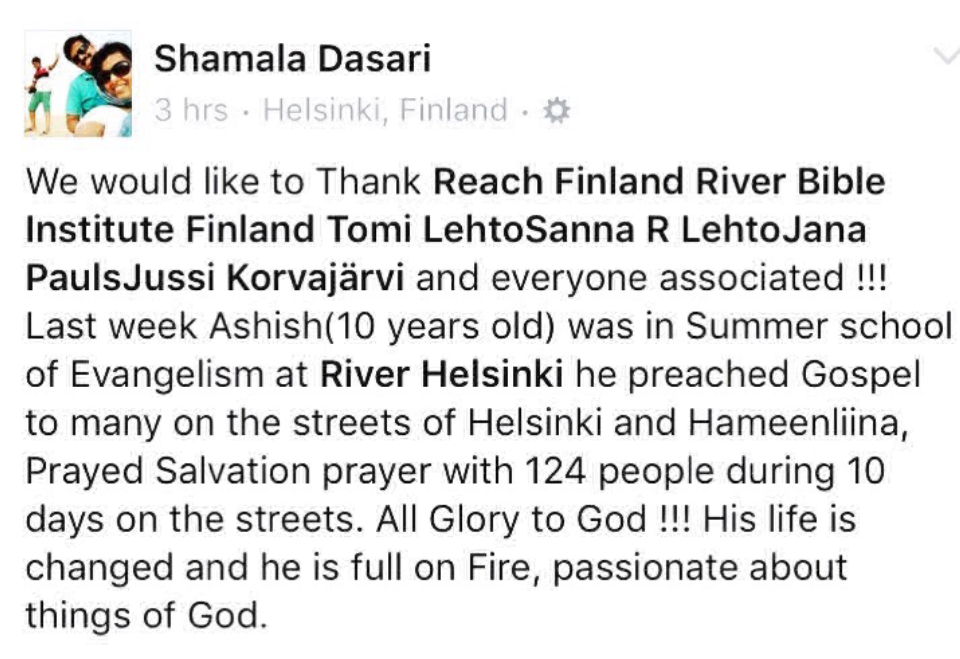 Shamala Dasari
3 hrs · Helsinki, Finland ·
We would like to Thank Reach Finland River Bible
Institute Finland Tomi LehtoSanna R LehtoJana
PaulsJussi Korvajärvi and everyone associated !!!
Last week Ashish(10 years old) was in Summer school
of Evangelism at River Helsinki he preached Gospel
to many on the streets of Helsinki and Hameenliina,
Prayed Salvation prayer with 124 people during 10
days on the streets. All Glory to God !!! His life is
changed and he is full on Fire, passionate about
things of God.